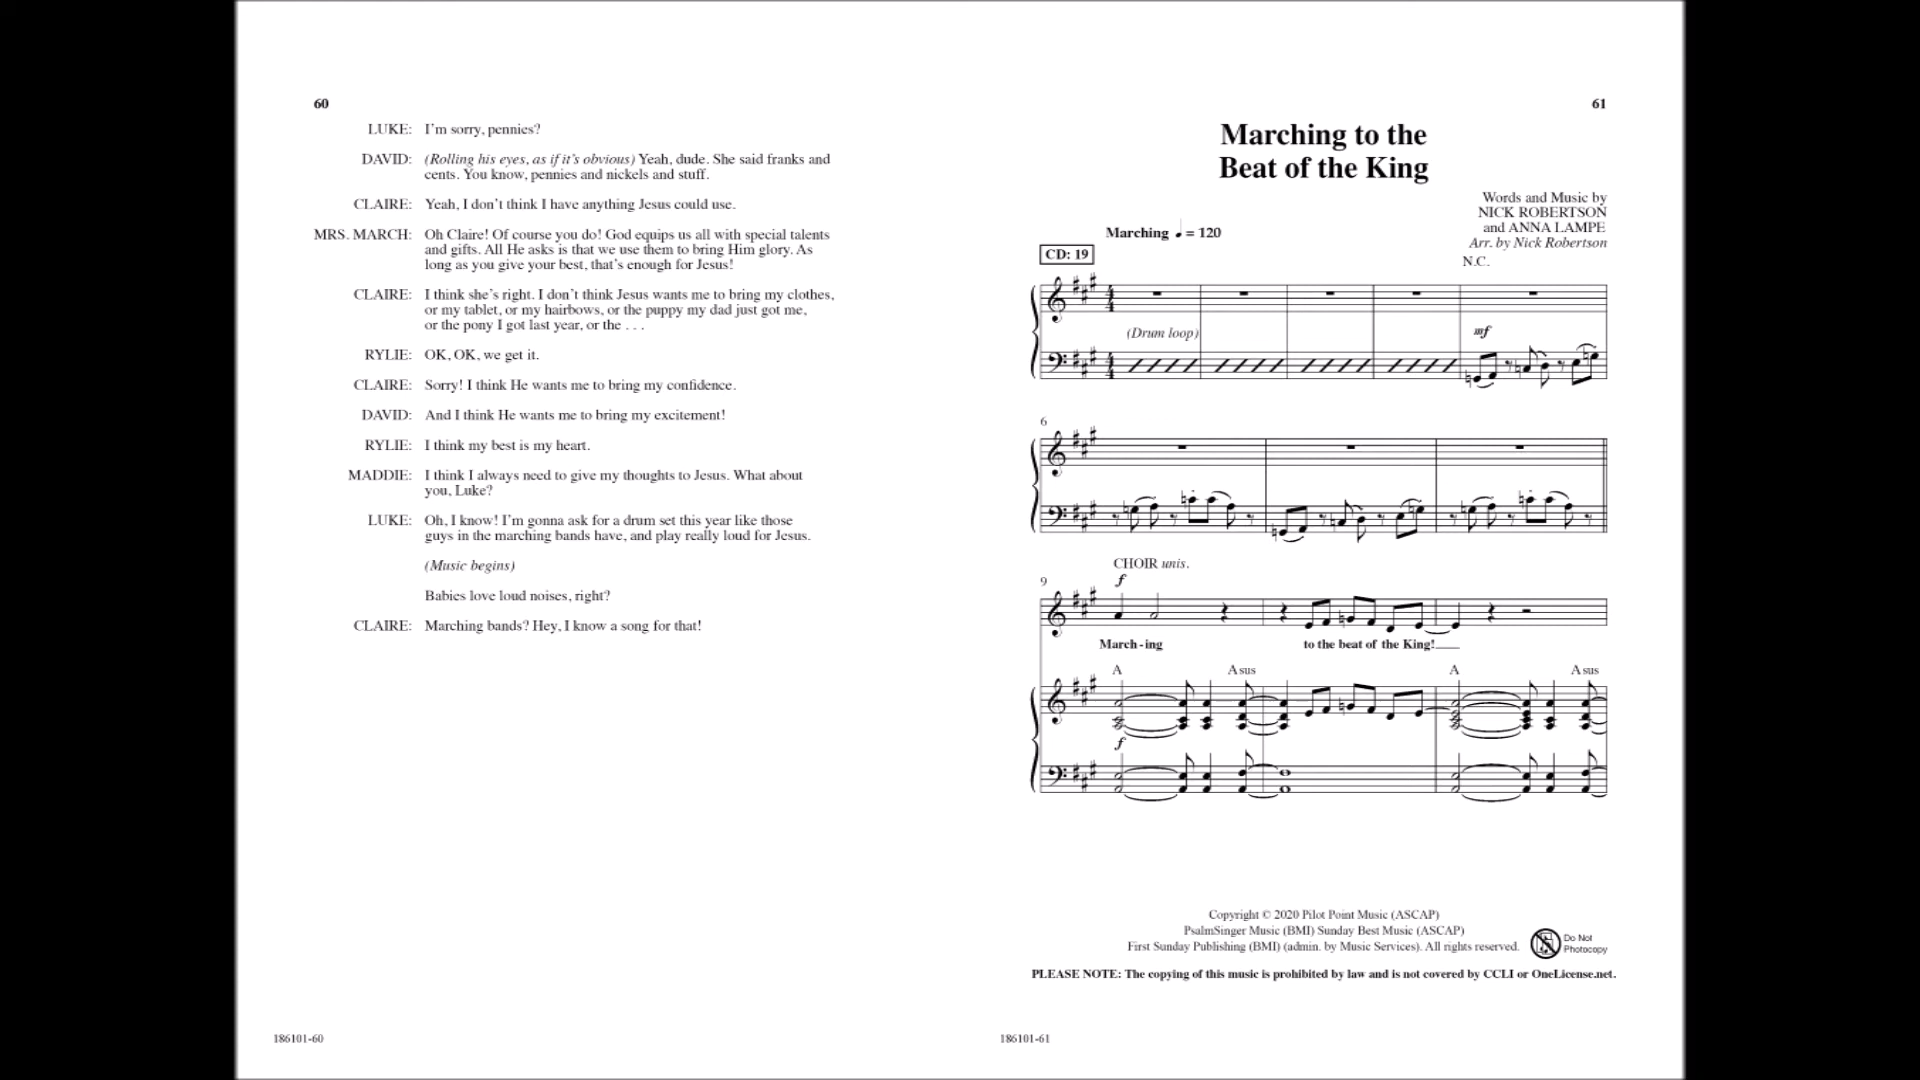 60
LUKE: I'm sorry, pennies?
DAVID: (Rolling his eyes, as if it's obvious) Yeah, dude. She said franks and
cents. You know, pennies and nickels and stuff.
CLAIRE: Yeah, I don't think I have anything Jesus could use.
MRS. MARCH: Oh Claire! Of course you do! God equips us all with special talents
and gifts. All He asks is that we use them to bring Him glory. As
long as you give your best, that's enough for Jesus!
CLAIRE: I think she's right. I don't think Jesus wants me to bring my clothes,
or my tablet, or my hairbows, or the puppy my dad just got me,
or the pony I got last year, or the . . .
RYLIE: OK, OK, we get it.
CLAIRE: Sorry! I think He wants me to bring my confidence.
DAVID: And I think He wants me to bring my excitement!
RYLIE: I think my best is my heart.
MADDIE: I think I always need to give my thoughts to Jesus. What about
you, Luke?
LUKE: Oh, I know! I'm gonna ask for a drum set this year like those
guys in the marching bands have, and play really loud for Jesus.
(Music begins)
Babies love loud noises, right?
CLAIRE: Marching bands? Hey, I know a song for that!
186101-60
61
Marching to the
Beat of the King
Words and Music by
NICK ROBERTSON
and ANNA LAMPE
Arr. by Nick Robertson
Marching ♩ = 120
CD: 19
N.C.
4 4
(Drum loop)
mf
4 4
6
CHOIR unis.
f
9
March - ing to the beat of the King!
A Asus A Asus
f
Copyright © 2020 Pilot Point Music (ASCAP)
PsalmSinger Music (BMI) Sunday Best Music (ASCAP)
First Sunday Publishing (BMI) (admin. by Music Services). All rights reserved.
Do Not
Photocopy
PLEASE NOTE: The copying of this music is prohibited by law and is not covered by CCLI or OneLicense.net.
186101-61